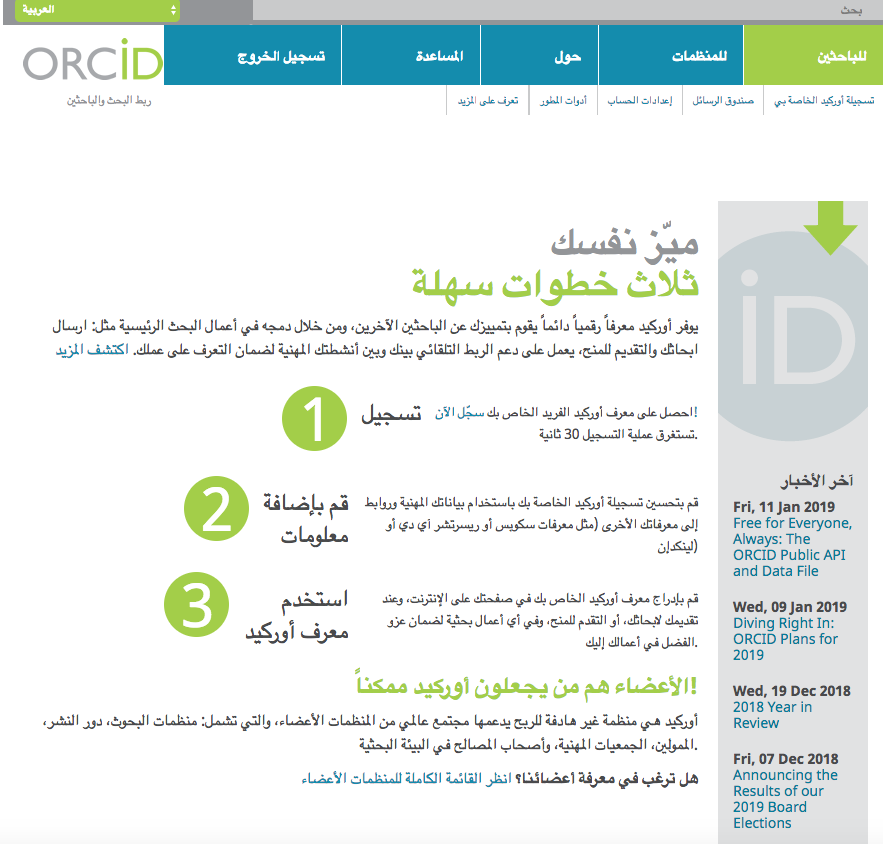 العربية
بحث
ORCID
ربط البحث والباحثين
للباحثين
للمنظمات
حول
المساعدة
تسجيل الخروج
تسجيلة أوركيد الخاصة بي
صندوق الرسائل
إعدادات الحساب
أدوات المطور
تعرف على المزيد
ميّز نفسك
ثلاث خطوات سهلة
يوفر أوركيد معرفاً رقمياً دائماً يقوم بتمييزك عن الباحثين الآخرين، ومن خلال دمجه في أعمال البحث الرئيسية مثل: ارسال
ابحاثك والتقديم للمنح، يعمل على دعم الربط التلقائي بينك وبين أنشطتك المهنية لضمان التعرف على عملك. اكتشف المزيد
1
تسجيل
!احصل على معرف أوركيد الفريد الخاص بك سجّل الآن
.تستغرق عملية التسجيل 30 ثانية
2
قم بإضافة
معلومات
قم بتحسين تسجيلة أوركيد الخاصة بك باستخدام بياناتك المهنية وروابط
إلى معرفاتك الأخرى (مثل معرفات سكوبس أو ريسرتشر آي دي أو
(لينكدإن
3
استخدم
معرف أوركيد
قم بإدراج معرف أوركيد الخاص بك في صفحتك على الإنترنت، وعند
تقديمك لابحاثك، أو التقدم للمنح، وفي أي أعمال بحثية لضمان عزو
.الفضل في أعمالك إليك
!الأعضاء هم من يجعلون أوركيد ممكناً
أوركيد هي منظمة غير هادفة للربح يدعمها مجتمع عالمي من المنظمات الأعضاء، والتي تشمل: منظمات البحوث، دور النشر،
.الممولين، الجمعيات المهنية، وأصحاب المصالح في البيئة البحثية
هل ترغب في معرفة أعضائنا؟ انظر القائمة الكاملة للمنظمات الأعضاء
iD
آخر الأخبار
Fri, 11 Jan 2019
Free for Everyone,
Always: The
ORCID Public API
and Data File
Wed, 09 Jan 2019
Diving Right In:
ORCID Plans for
2019
Wed, 19 Dec 2018
2018 Year in
Review
Fri, 07 Dec 2018
Announcing the
Results of our
2019 Board
Elections